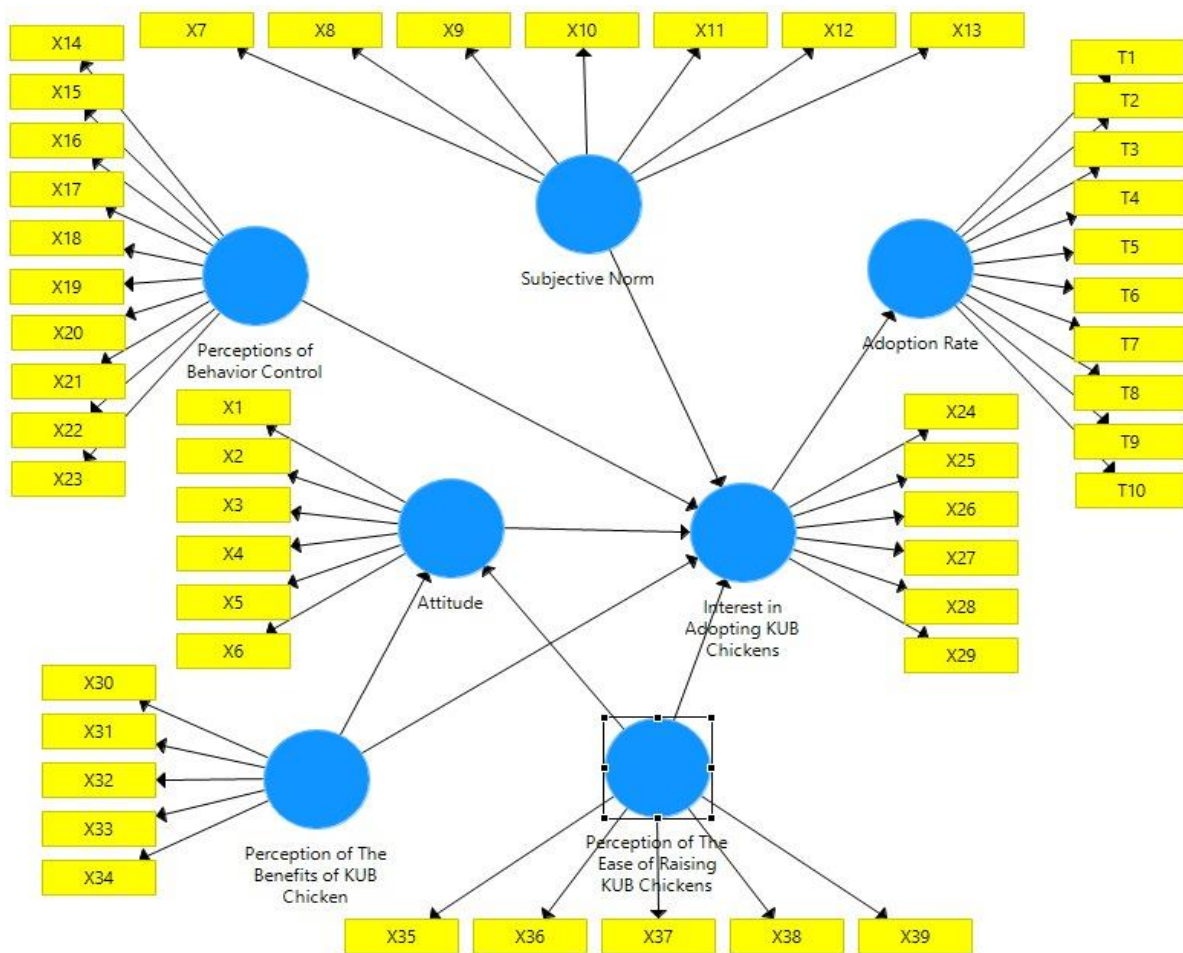 X7
X8
X9
X10
X11
X12
X13
X14
X15
X16
X17
X18
X19
X20
X21
X22
X23
T1
T2
T3
T4
T5
T6
T7
T8
T9
T10
Subjective Norm
Perceptions of
Behavior Control
Adoption Rate
X1
X2
X3
X4
X5
X6
Attitude
X24
X25
X26
X27
X28
X29
Interest in
Adopting KUB
Chickens
X30
X31
X32
X33
X34
Perception of The
Benefits of KUB
Chicken
Perception of The
Ease of Raising
KUB Chickens
X35
X36
X37
X38
X39